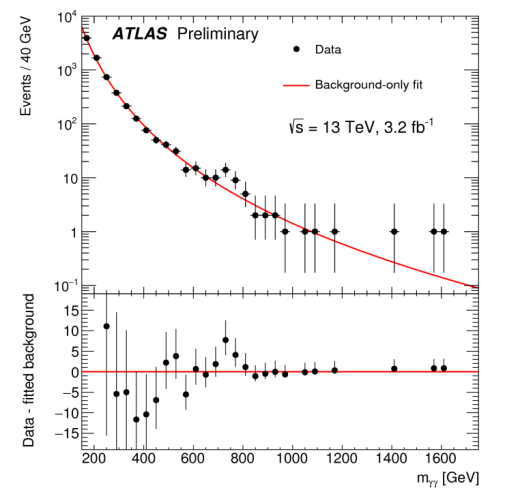 ATLAS Preliminary
Data
Background-only fit
√s = 13 TeV, 3.2 fb⁻¹
Events / 40 GeV
10⁴
10³
10²
10
1
10⁻¹
Data - fitted background
15
10
5
0
−5
−10
−15
200 400 600 800 1000 1200 1400 1600
mγγ [GeV]